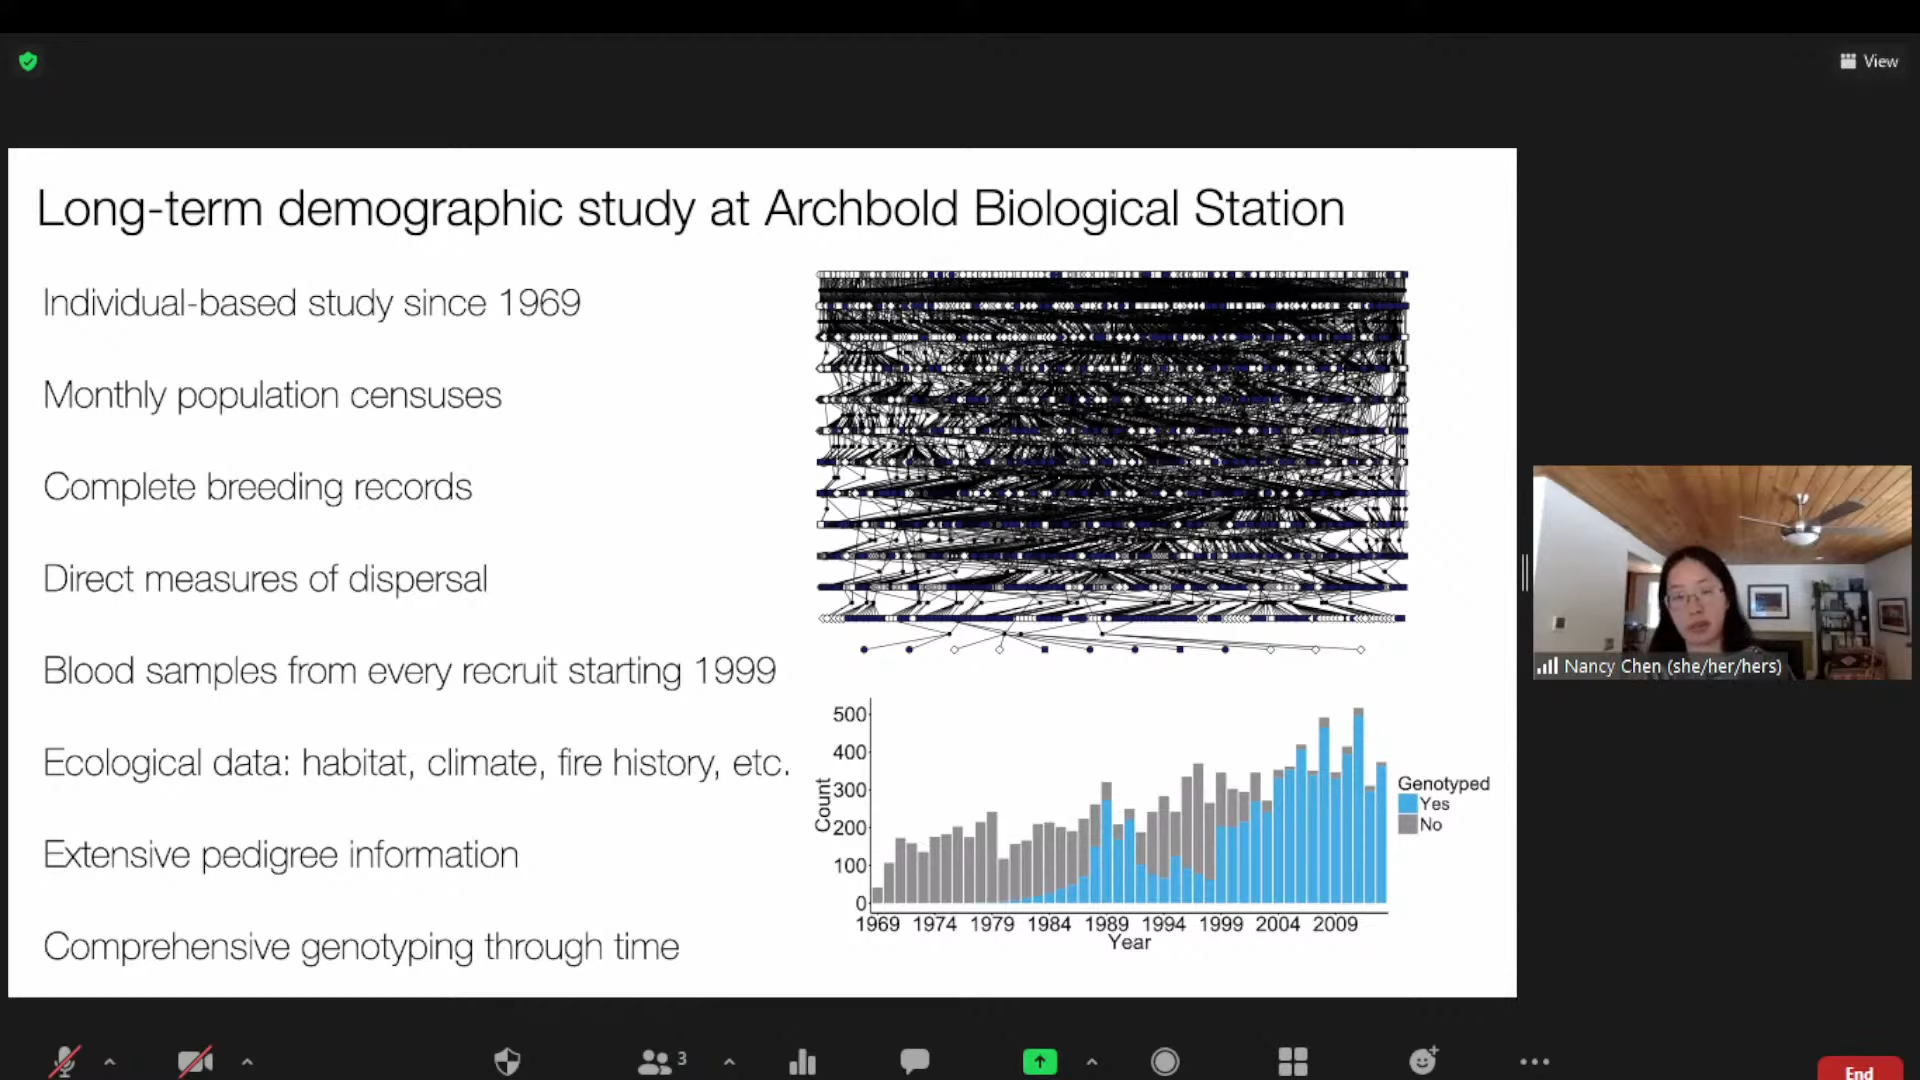 View
Long-term demographic study at Archbold Biological Station
Individual-based study since 1969
Monthly population censuses
Complete breeding records
Direct measures of dispersal
Blood samples from every recruit starting 1999
Ecological data: habitat, climate, fire history, etc.
Extensive pedigree information
Comprehensive genotyping through time
500
400
300
200
100
0
Count
1969 1974 1979 1984 1989 1994 1999 2004 2009
Year
Genotyped
Yes
No
Nancy Chen (she/her/hers)
3
End